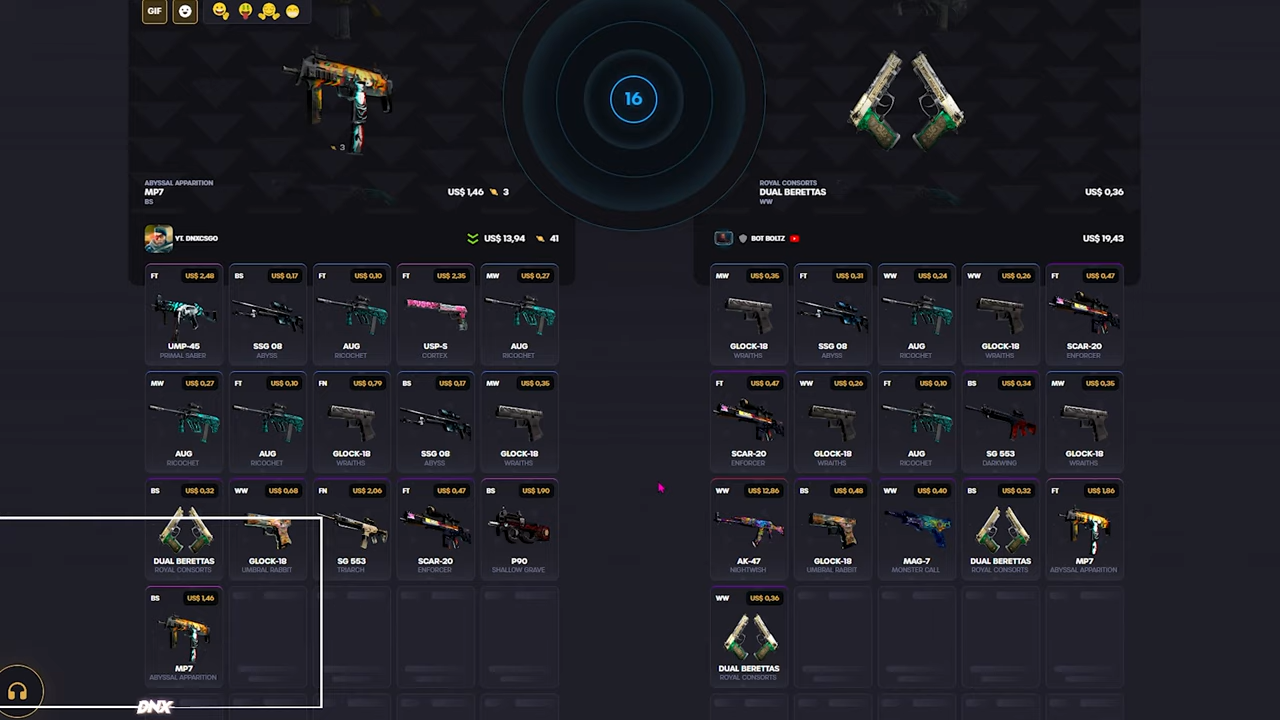 GIF
16
3
ABYSSAL APPARITION
MP7
BS
US$ 1,46 3
ROYAL CONSORTS
DUAL BERETTAS
WW
US$ 0,36
YT. DNXCSGO
US$ 13,94 41
BOT BOLTZ
US$ 19,43
FT US$ 2,48 BS US$ 0,17 FT US$ 0,10 FT US$ 2,35 MW US$ 0,27
UMP-45 SSG 08 AUG USP-S AUG
PRIMAL SABER ABYSS RICOCHET CORTEX RICOCHET
MW US$ 0,35 FT US$ 0,31 WW US$ 0,24 WW US$ 0,26 FT US$ 0,47
GLOCK-18 SSG 08 AUG GLOCK-18 SCAR-20
WRAITHS ABYSS RICOCHET WRAITHS ENFORCER
MW US$ 0,27 FT US$ 0,10 FN US$ 0,79 BS US$ 0,17 MW US$ 0,35
AUG AUG GLOCK-18 SSG 08 GLOCK-18
RICOCHET RICOCHET WRAITHS ABYSS WRAITHS
FT US$ 0,47 WW US$ 0,26 FT US$ 0,10 BS US$ 0,34 MW US$ 0,35
SCAR-20 GLOCK-18 AUG SG 553 GLOCK-18
ENFORCER WRAITHS RICOCHET DARKWING WRAITHS
BS US$ 0,32 WW US$ 0,68 FN US$ 2,06 FT US$ 0,47 BS US$ 1,90
DUAL BERETTAS GLOCK-18 SG 553 SCAR-20 P90
ROYAL CONSORTS UMBRAL RABBIT TRIARCH ENFORCER SHALLOW GRAVE
WW US$ 12,86 BS US$ 0,48 WW US$ 0,40 BS US$ 0,32 FT US$ 1,86
AK-47 GLOCK-18 MAG-7 DUAL BERETTAS MP7
NIGHTWISH UMBRAL RABBIT MONSTER CALL ROYAL CONSORTS ABYSSAL APPARITION
BS US$ 1,46
MP7
ABYSSAL APPARITION
WW US$ 0,36
DUAL BERETTAS
ROYAL CONSORTS
DNX